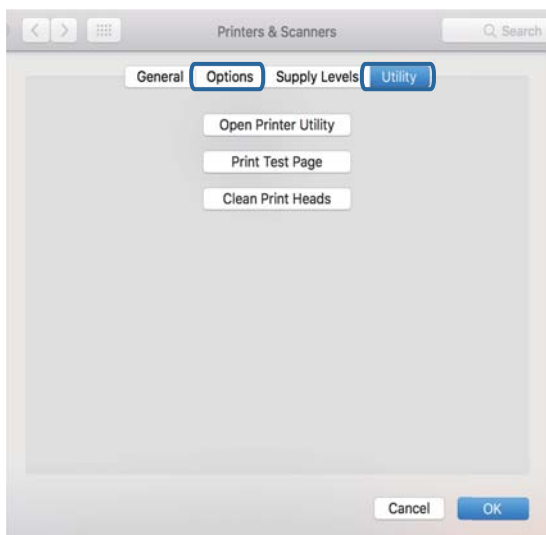 Printers & Scanners Search
General Options Supply Levels Utility
Open Printer Utility
Print Test Page
Clean Print Heads
Cancel OK